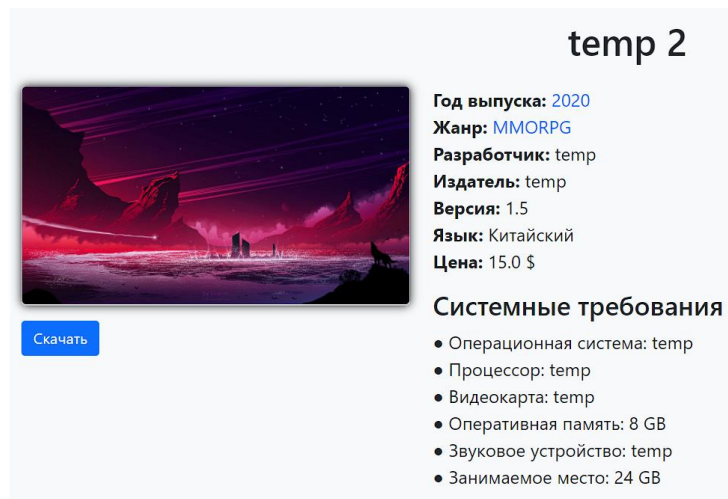 temp 2
Год выпуска: 2020
Жанр: MMORPG
Разработчик: temp
Издатель: temp
Версия: 1.5
Язык: Китайский
Цена: 15.0 $
Скачать
Системные требования
● Операционная система: temp
● Процессор: temp
● Видеокарта: temp
● Оперативная память: 8 GB
● Звуковое устройство: temp
● Занимаемое место: 24 GB